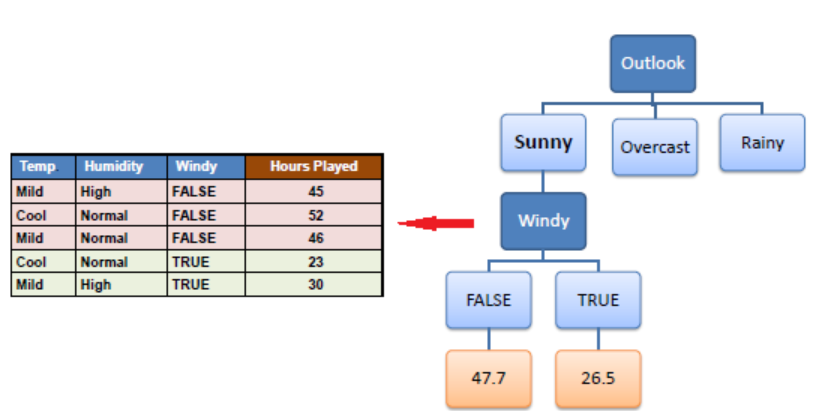 Outlook
Sunny Overcast Rainy
Windy
FALSE TRUE
47.7 26.5
Temp. Humidity Windy Hours Played
Mild High FALSE 45
Cool Normal FALSE 52
Mild Normal FALSE 46
Cool Normal TRUE 23
Mild High TRUE 30